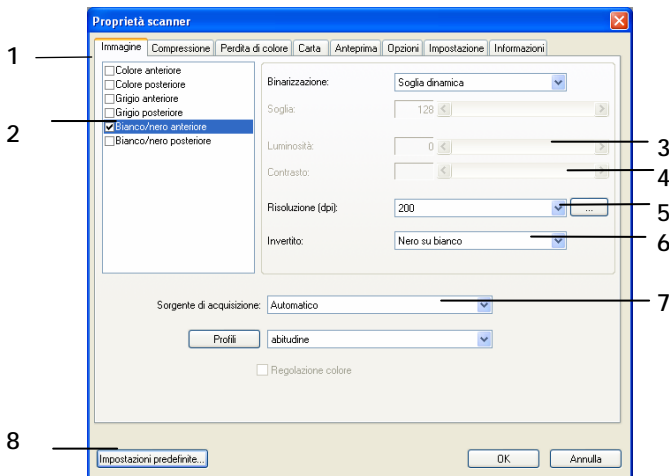 Proprietà scanner
Immagine Compressione Perdita di colore Carta Anteprima Opzioni Impostazione Informazioni
1
Colore anteriore
Colore posteriore
Grigio anteriore
Grigio posteriore
2
Bianco/nero anteriore
Bianco/nero posteriore
Binarizzazione: Soglia dinamica
Soglia: 128
Luminosità: 0
3
Contrasto:
4
Risoluzione (dpi): 200 ...
5
Invertito: Nero su bianco
6
Sorgente di acquisizione: Automatico
7
Profili abitudine
Regolazione colore
8
Impostazioni predefinite... OK Annulla